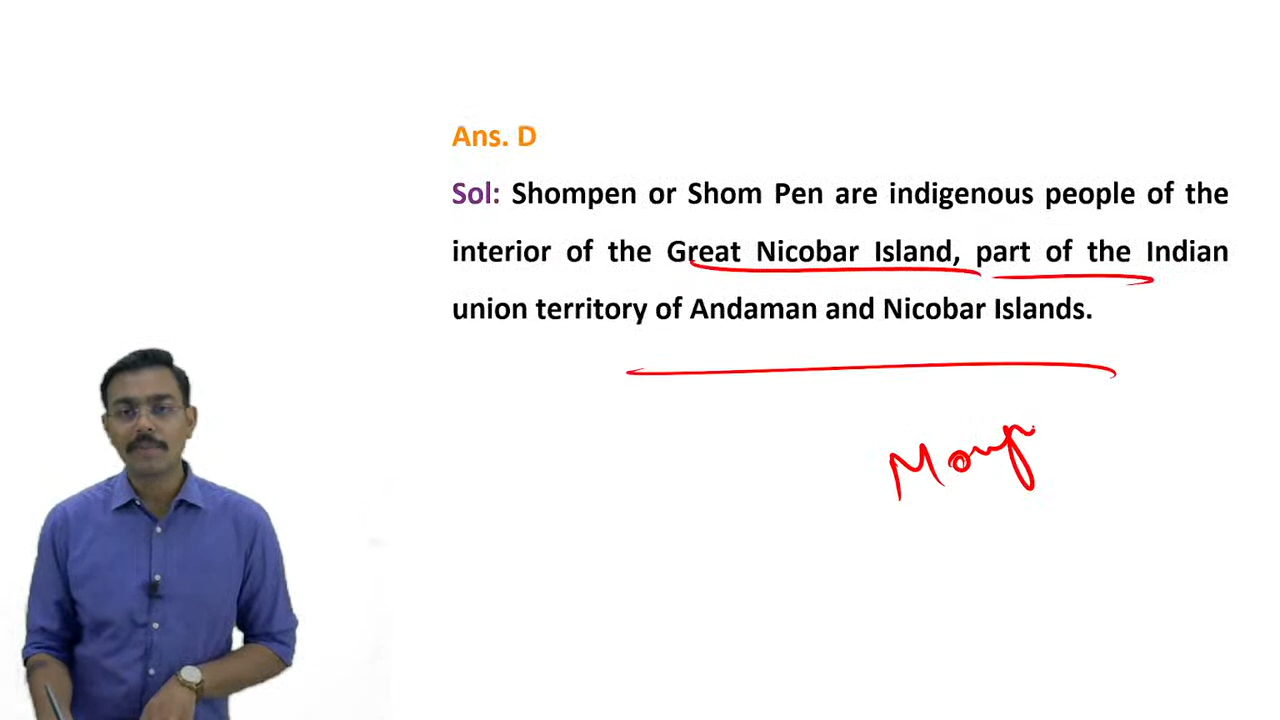 Ans. D
Sol: Shompen or Shom Pen are indigenous people of the
interior of the Great Nicobar Island, part of the Indian
union territory of Andaman and Nicobar Islands.